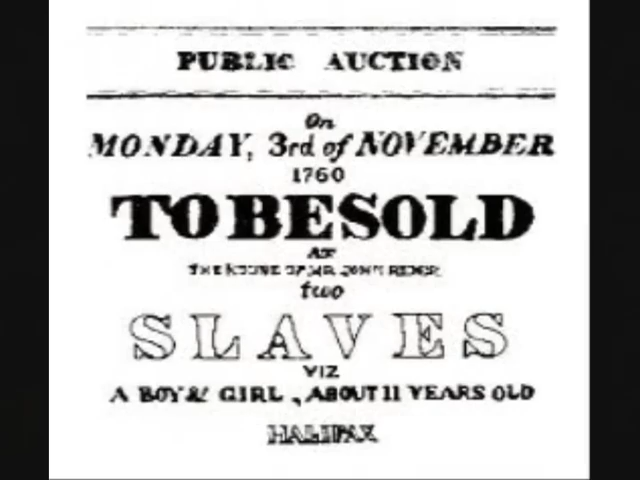 PUBLIC AUCTION
On
MONDAY, 3rd of NOVEMBER
1760
TO BE SOLD
AT
THE HOUSE OF MR. JOHN RIDER
two
SLAVES
VIZ
A BOY & GIRL, ABOUT 11 YEARS OLD
HALIFAX